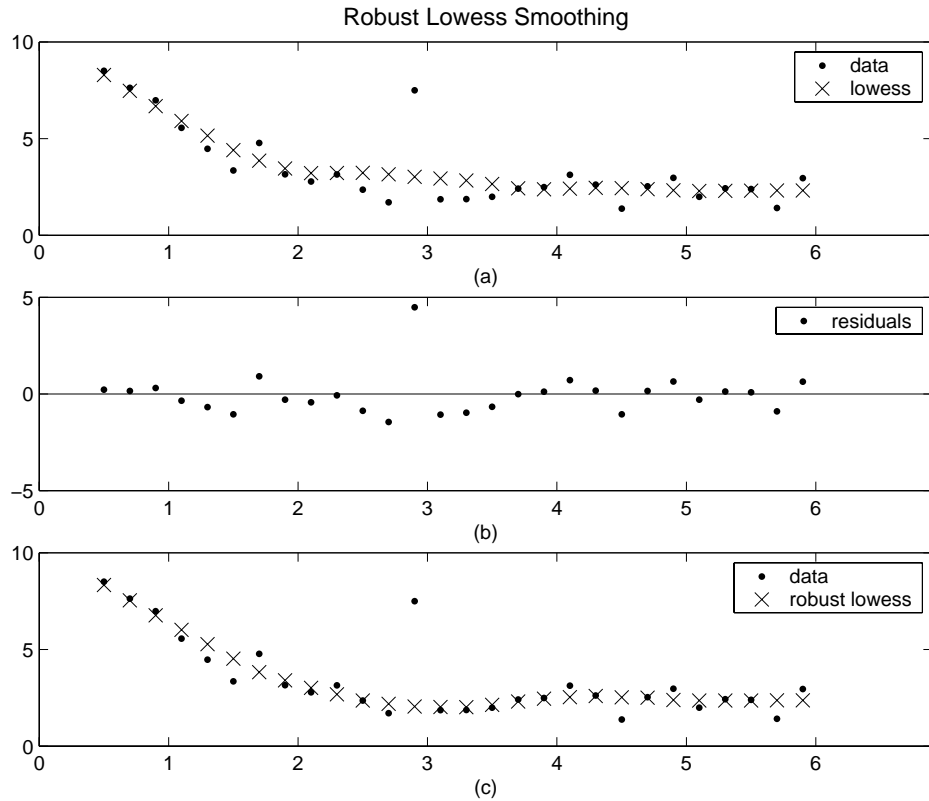 Robust Lowess Smoothing
10
5
0
data
lowess
0 1 2 3 4 5 6
(a)
5
0
−5
residuals
0 1 2 3 4 5 6
(b)
10
5
0
data
robust lowess
0 1 2 3 4 5 6
(c)